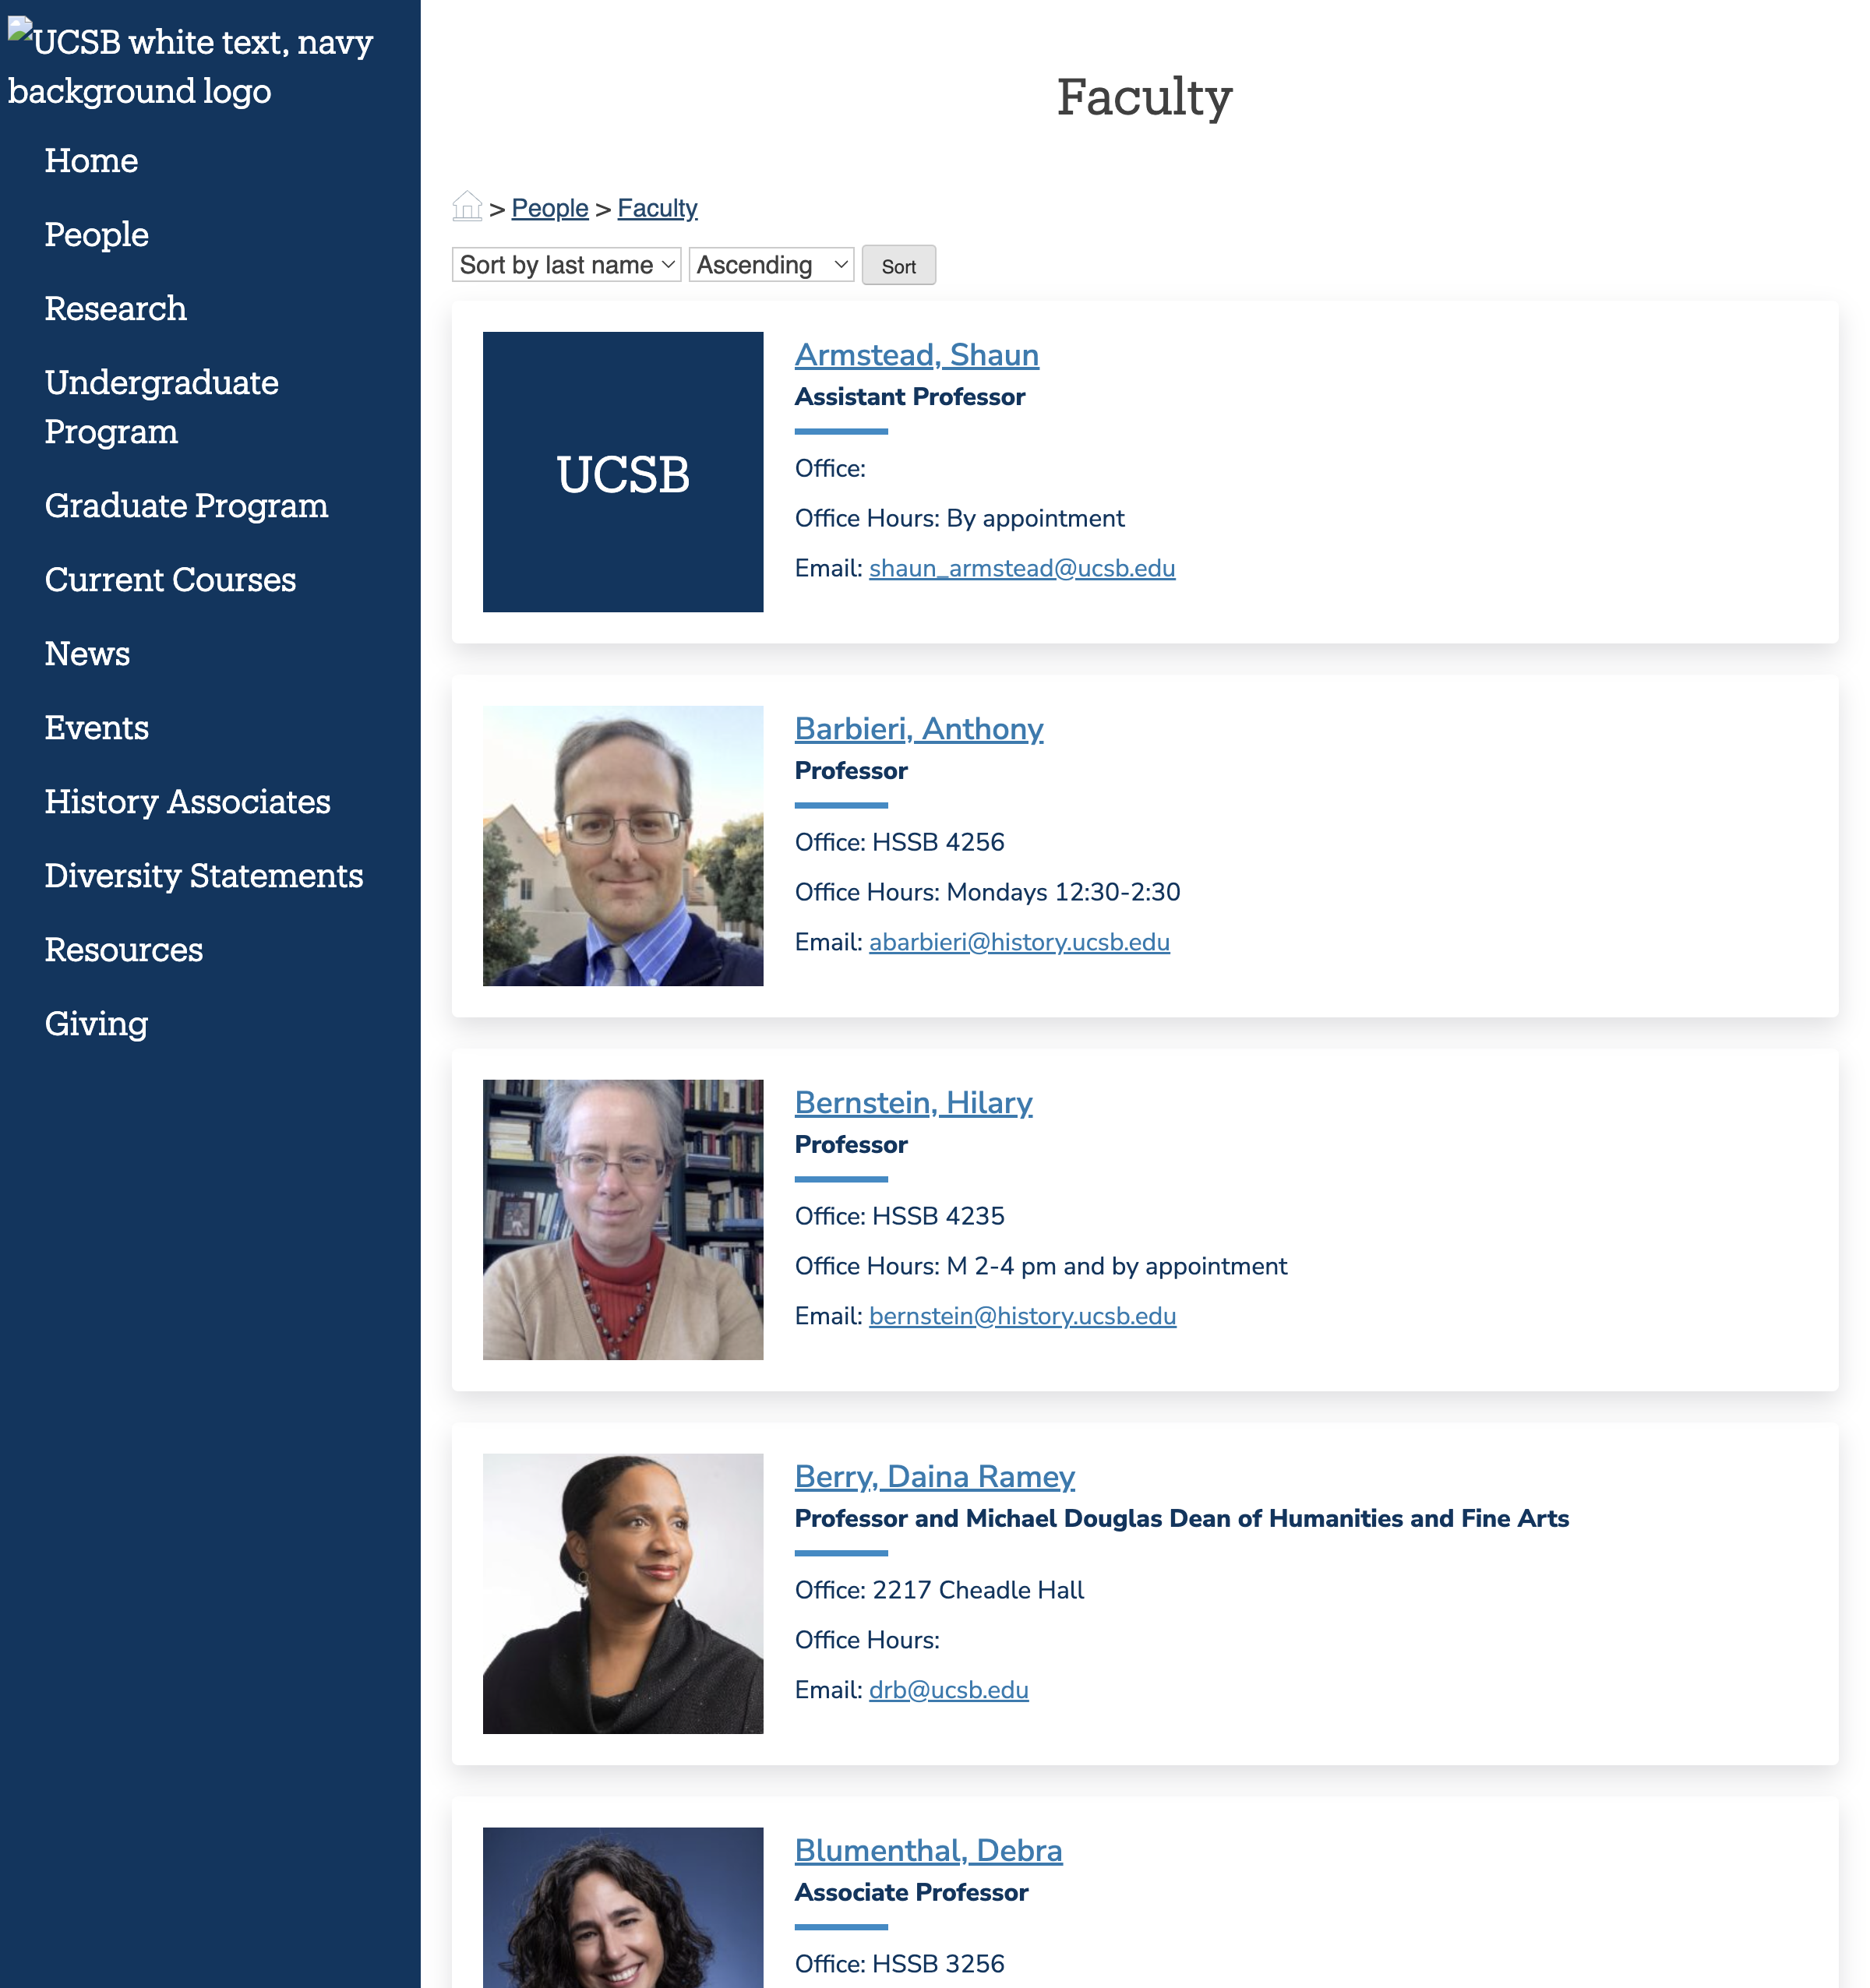 UCSB white text, navy
background logo
Home
People
Research
Undergraduate
Program
Graduate Program
Current Courses
News
Events
History Associates
Diversity Statements
Resources
Giving
Faculty
> People > Faculty
Sort by last name Ascending Sort
UCSB
Armstead, Shaun
Assistant Professor
Office:
Office Hours: By appointment
Email: shaun_armstead@ucsb.edu
Barbieri, Anthony
Professor
Office: HSSB 4256
Office Hours: Mondays 12:30-2:30
Email: abarbieri@history.ucsb.edu
Bernstein, Hilary
Professor
Office: HSSB 4235
Office Hours: M 2-4 pm and by appointment
Email: bernstein@history.ucsb.edu
Berry, Daina Ramey
Professor and Michael Douglas Dean of Humanities and Fine Arts
Office: 2217 Cheadle Hall
Office Hours:
Email: drb@ucsb.edu
Blumenthal, Debra
Associate Professor
Office: HSSB 3256